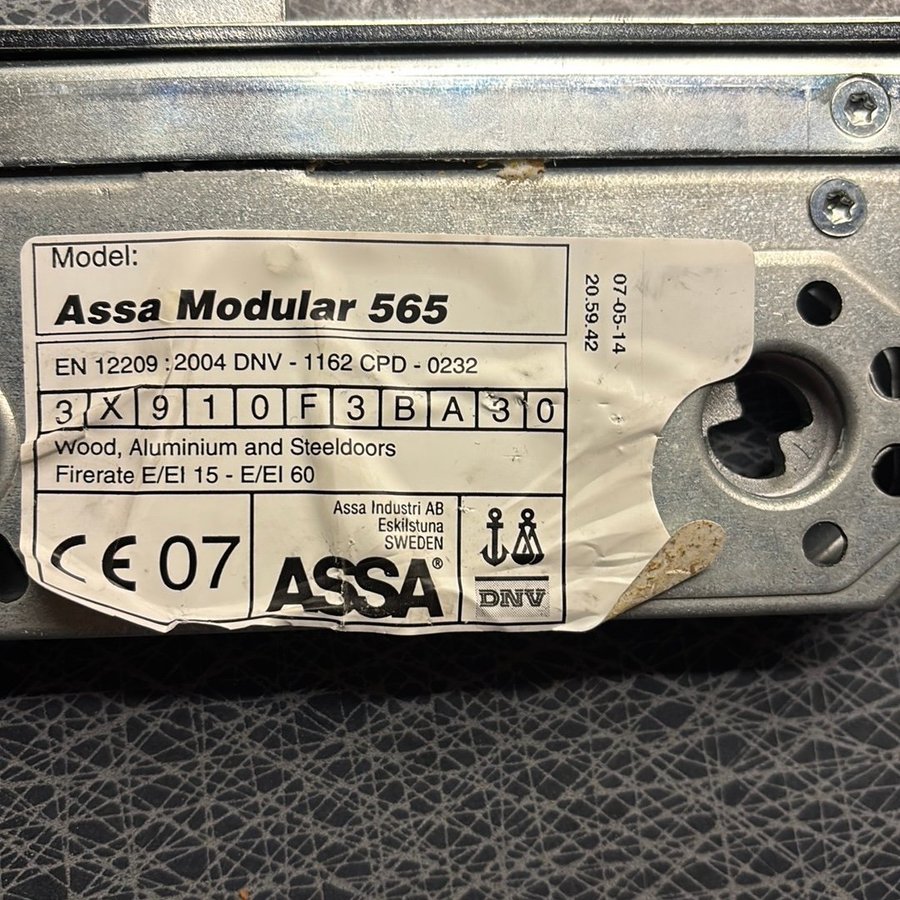 Model:
Assa Modular 565
EN 12209 : 2004 DNV - 1162 CPD - 0232
3 X 9 1 0 F 3 B A 3 0
Wood, Aluminium and Steeldoors
Firerate E/EI 15 - E/EI 60
CE 07
Assa Industri AB
Eskilstuna
SWEDEN
ASSA®
DNV
07-05-14
20.59.42